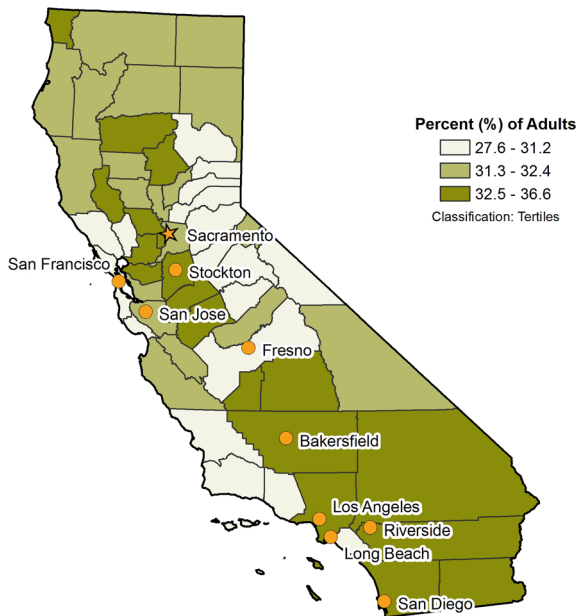 Percent (%) of Adults
27.6 - 31.2
31.3 - 32.4
32.5 - 36.6
Classification: Tertiles
Sacramento
San Francisco
Stockton
San Jose
Fresno
Bakersfield
Los Angeles
Riverside
Long Beach
San Diego